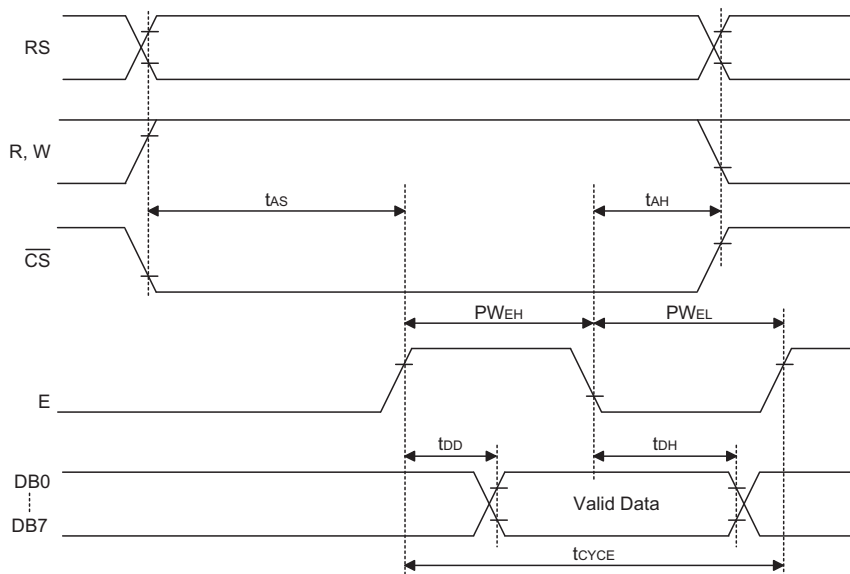 RS
R, W
tAS
tAH
CS
PWEH
PWEL
E
tDD
tDH
DB0
DB7
Valid Data
tCYCE